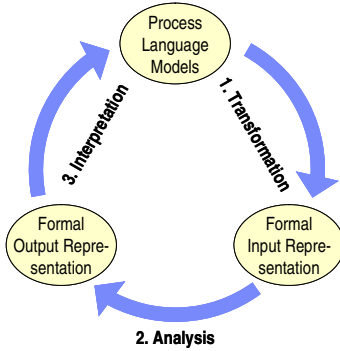 Process
Language
Models
1. Transformation
3. Interpretation
Formal
Output Repre-
sentation
Formal
Input Repre-
sentation
2. Analysis